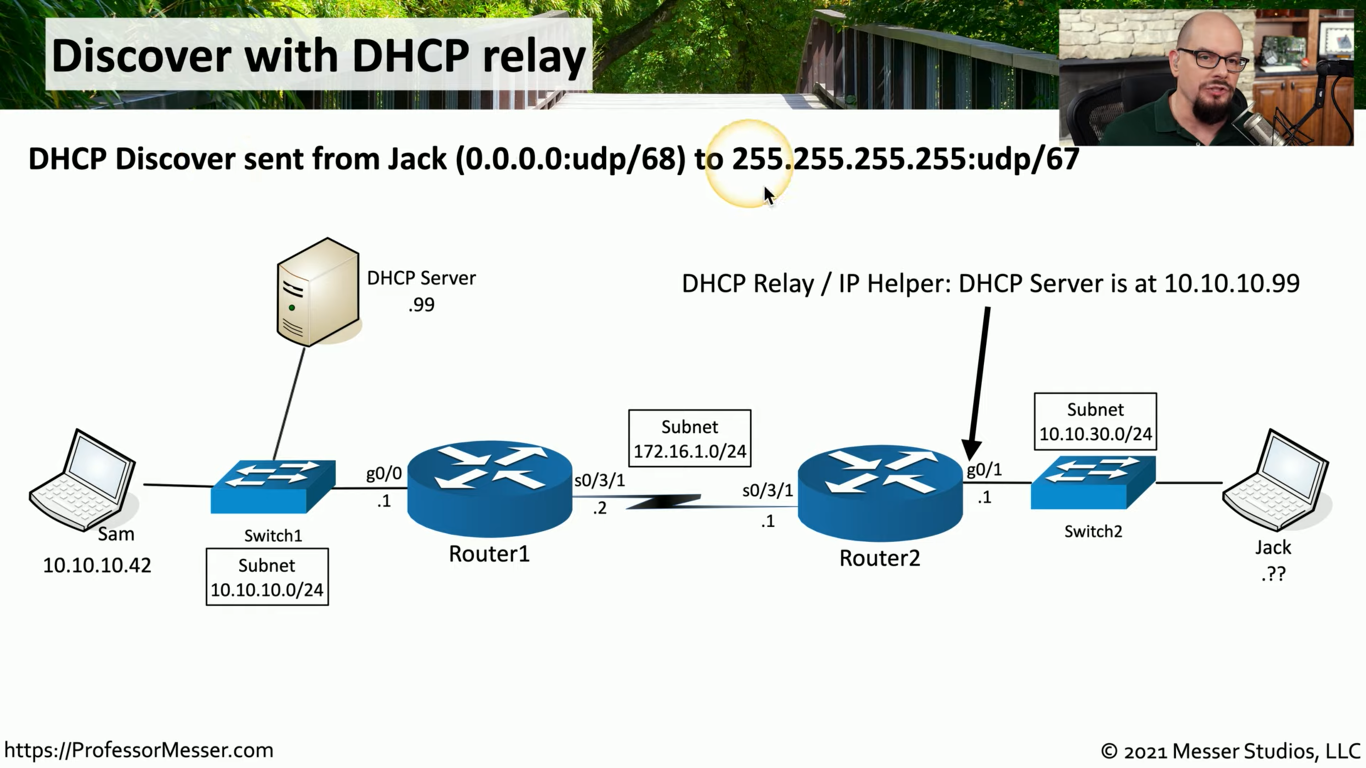 Discover with DHCP relay
DHCP Discover sent from Jack (0.0.0.0:udp/68) to 255.255.255.255:udp/67
DHCP Server
.99
DHCP Relay / IP Helper: DHCP Server is at 10.10.10.99
Subnet
172.16.1.0/24
Subnet
10.10.30.0/24
g0/0
.1
s0/3/1
.2
s0/3/1
.1
g0/1
.1
Sam
10.10.10.42
Switch1
Subnet
10.10.10.0/24
Router1
Router2
Switch2
Jack
.??
https://ProfessorMesser.com
© 2021 Messer Studios, LLC